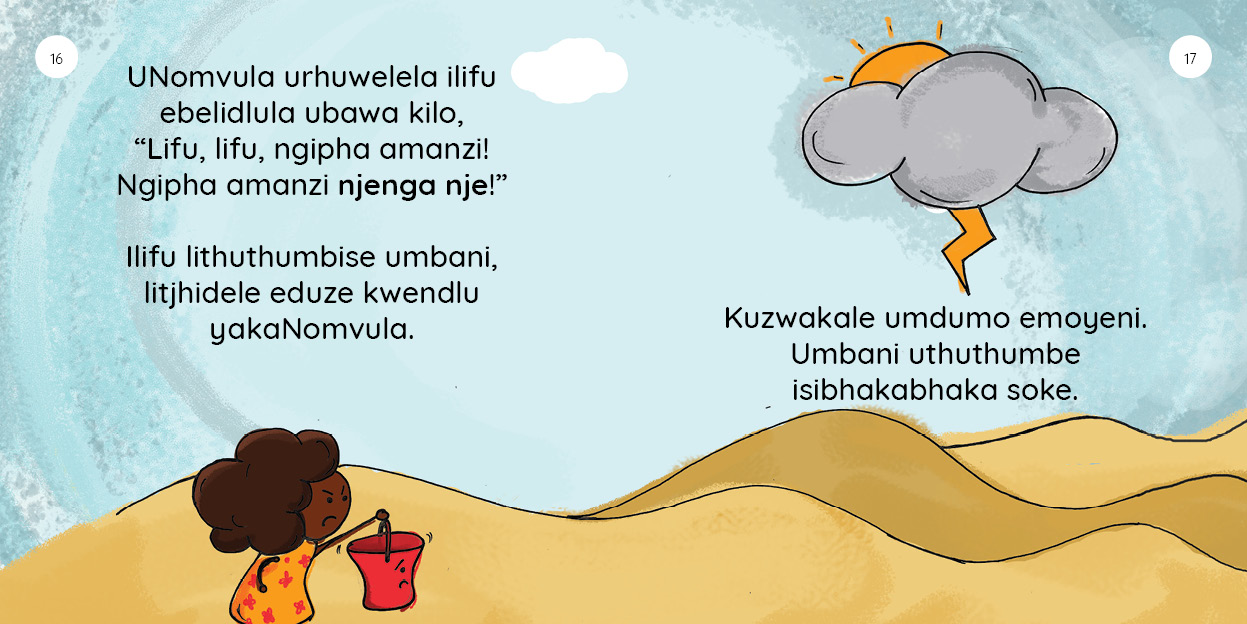 16
UNomvula urhuwelela ilifu
ebelidlula ubawa kilo,
“Lifu, lifu, ngipha amanzi!
Ngipha amanzi njenga nje!”
Ilifu lithuthumbise umbani,
litjhidele eduze kwendlu
yakaNomvula.
17
Kuzwakale umdumo emoyeni.
Umbani uthuthumbe
isibhakabhaka soke.